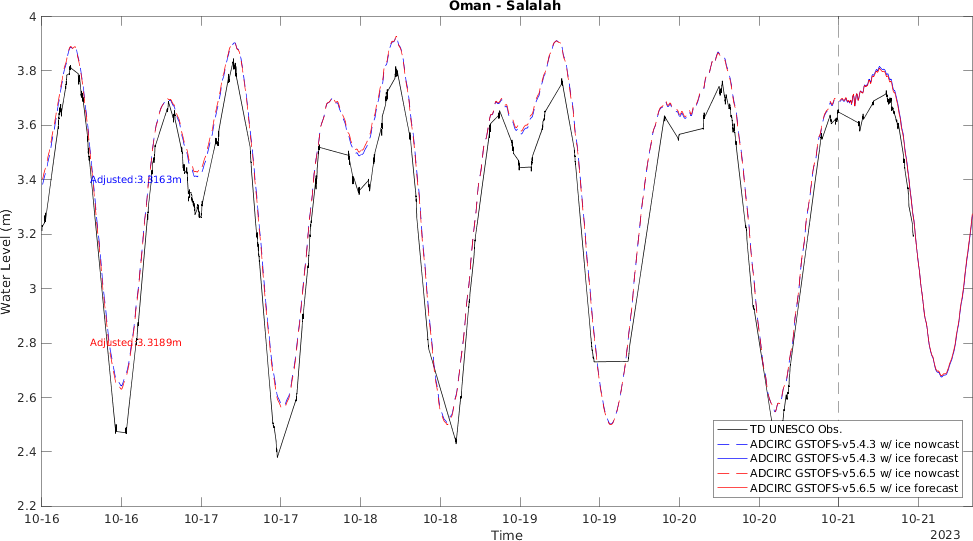 Oman - Salalah
4
3.8
3.6
3.4
3.2
3
2.8
2.6
2.4
2.2
Water Level (m)
Adjusted:3.3163m
Adjusted:3.3189m
TD UNESCO Obs.
ADCIRC GSTOFS-v5.4.3 w/ ice nowcast
ADCIRC GSTOFS-v5.4.3 w/ ice forecast
ADCIRC GSTOFS-v5.6.5 w/ ice nowcast
ADCIRC GSTOFS-v5.6.5 w/ ice forecast
10-16 10-16 10-17 10-17 10-18 10-18 10-19 10-19 10-20 10-20 10-21 10-21
2023
Time